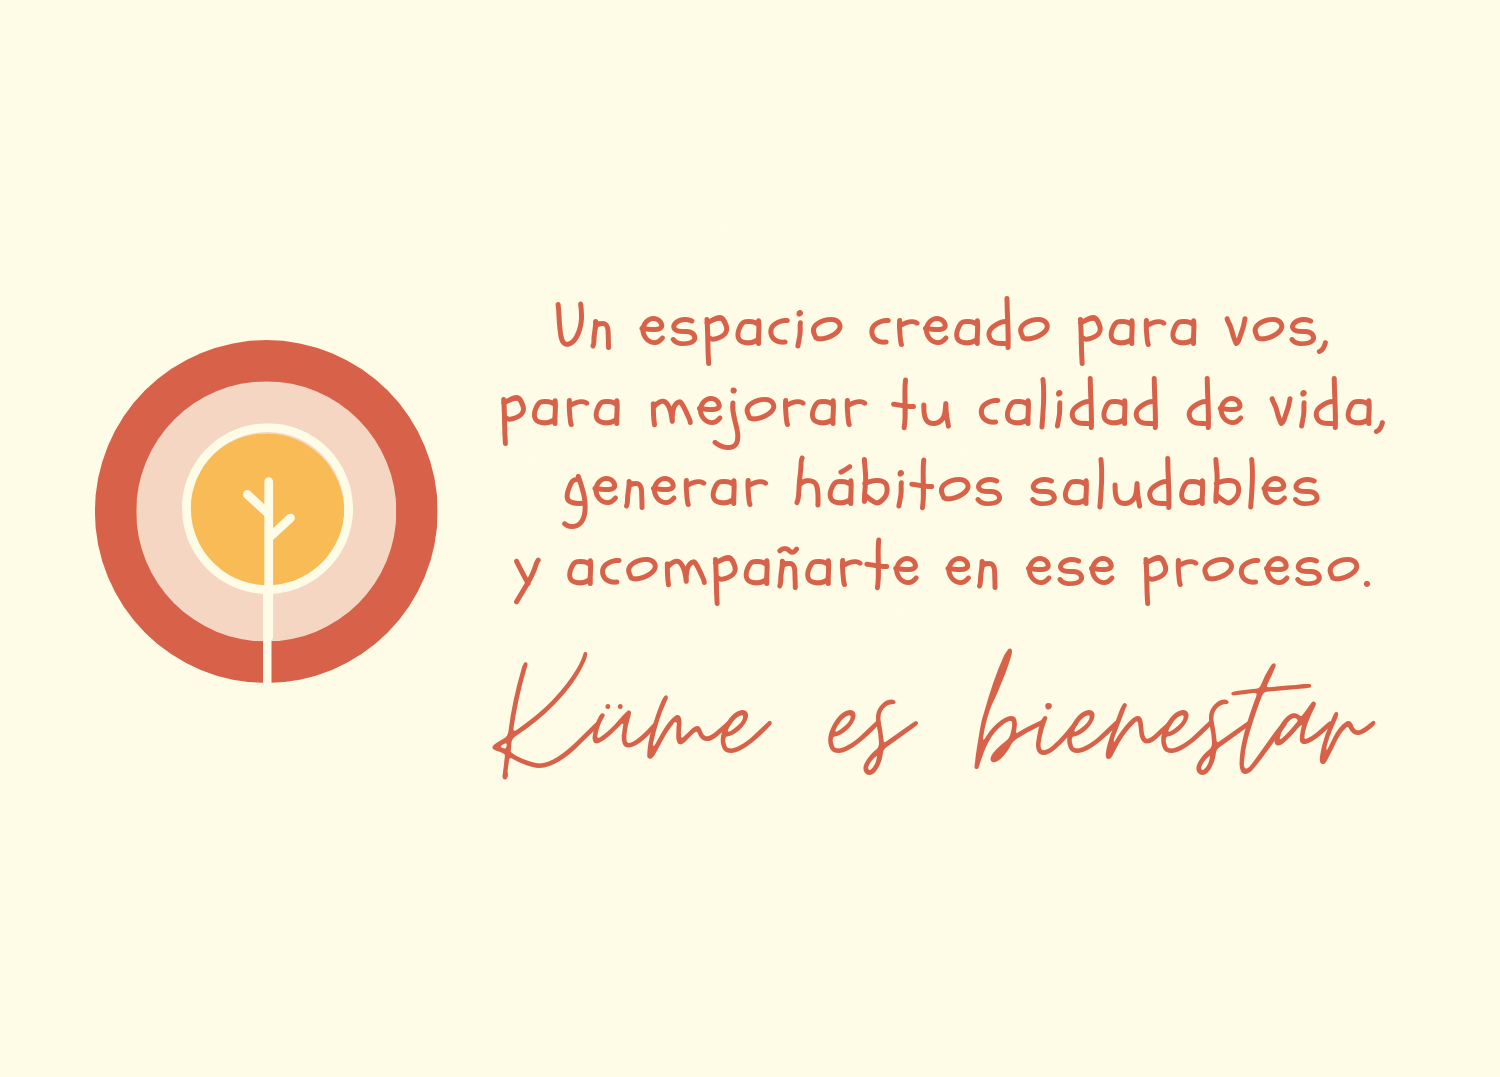 Un espacio creado para vos,
para mejorar tu calidad de vida,
generar hábitos saludables
y acompañarte en ese proceso.
Küme es bienestar